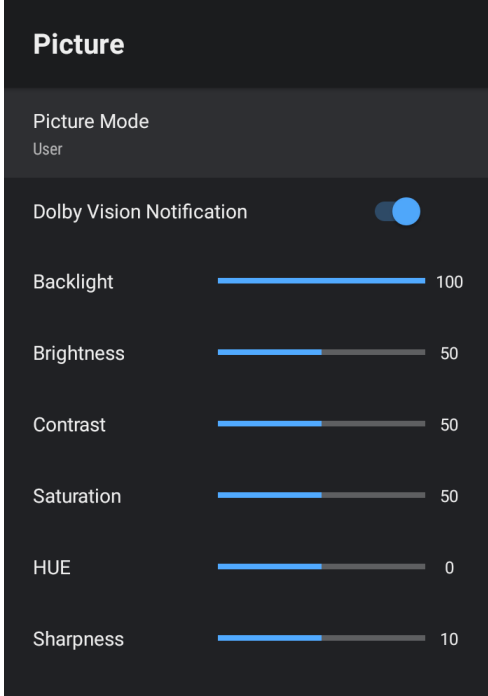 Picture
Picture Mode
User
Dolby Vision Notification
Backlight 100
Brightness 50
Contrast 50
Saturation 50
HUE 0
Sharpness 10